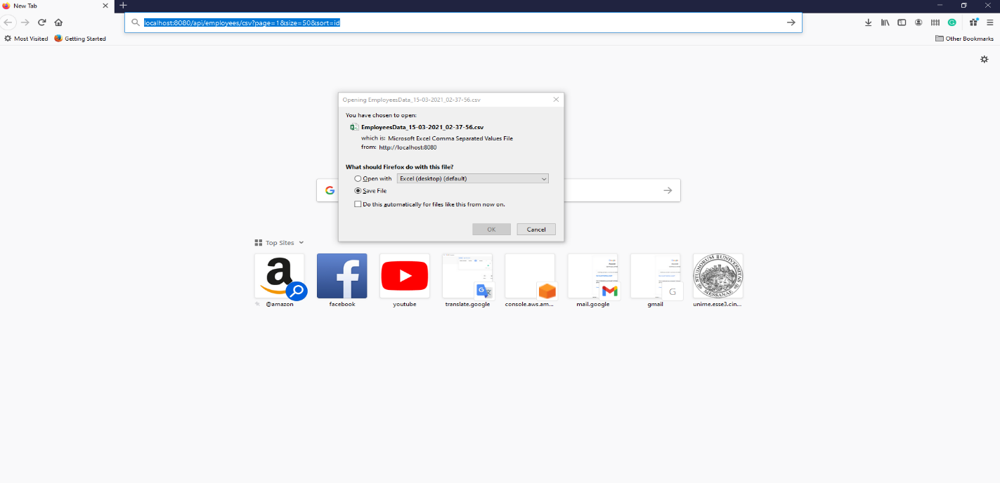 New Tab
localhost:8080/api/employees/csv?page=1&size=50&sort=id
Most Visited
Getting Started
Other Bookmarks
Opening EmployeesData_15-03-2021_02-37-56.csv
You have chosen to open:
EmployeesData_15-03-2021_02-37-56.csv
which is: Microsoft Excel Comma Separated Values File
from: http://localhost:8080
What should Firefox do with this file?
Open with Excel (desktop) (default)
Save File
Do this automatically for files like this from now on.
OK Cancel
Top Sites
@amazon
facebook
youtube
translate.google
console.aws.am...
mail.google
gmail
unime.esse3.cin...